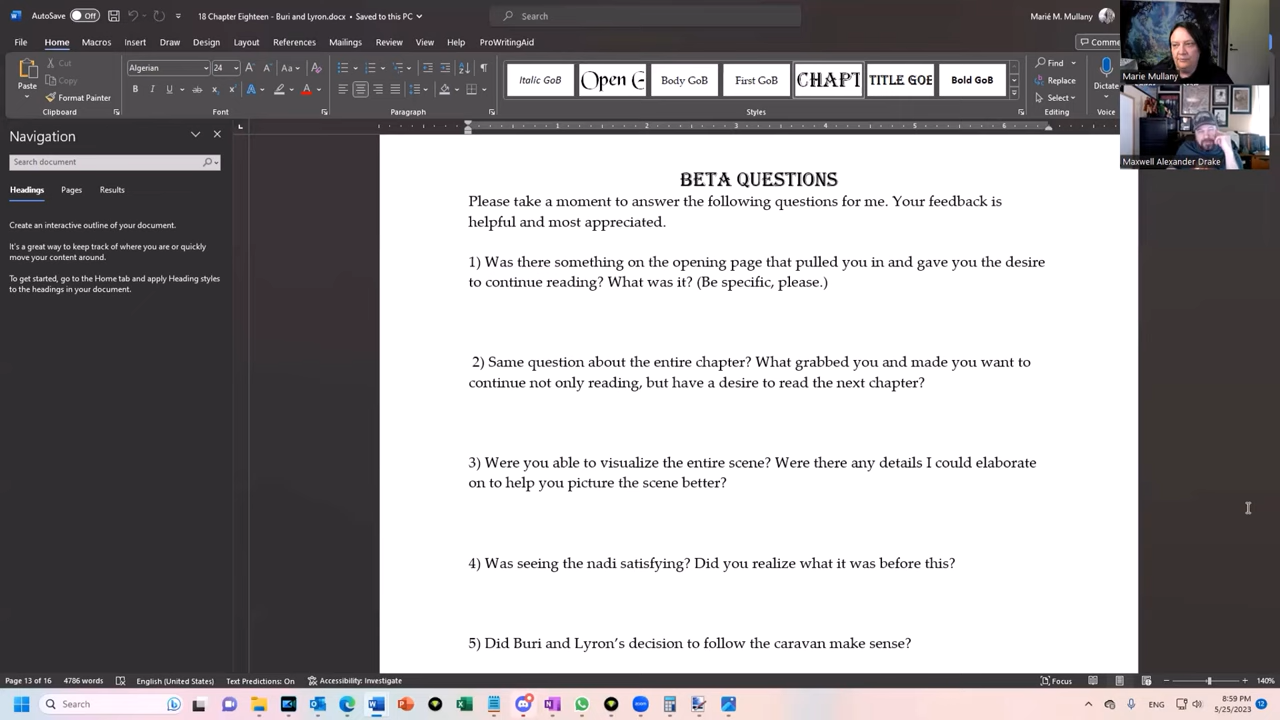 AutoSave Off
18 Chapter Eighteen - Buri and Lyron.docx • Saved to this PC
Search
Marié M. Mullany
File Home Macros Insert Draw Design Layout References Mailings Review View Help ProWritingAid
Comme
Paste
Cut
Copy
Format Painter
Clipboard
Algerian 24
Font
Paragraph
Italic GoB
Open G
Body GoB
First GoB
CHAPT
TITLE GOB
Bold GoB
Styles
Find
Replace
Select
Editing
Dictate
Voice
Marie Mullany
Maxwell Alexander Drake
Navigation
Search document
Headings Pages Results
Create an interactive outline of your document.
It's a great way to keep track of where you are or quickly
move your content around.
To get started, go to the Home tab and apply Heading styles
to the headings in your document.
BETA QUESTIONS
Please take a moment to answer the following questions for me. Your feedback is
helpful and most appreciated.
1) Was there something on the opening page that pulled you in and gave you the desire
to continue reading? What was it? (Be specific, please.)
2) Same question about the entire chapter? What grabbed you and made you want to
continue not only reading, but have a desire to read the next chapter?
3) Were you able to visualize the entire scene? Were there any details I could elaborate
on to help you picture the scene better?
4) Was seeing the nadi satisfying? Did you realize what it was before this?
5) Did Buri and Lyron's decision to follow the caravan make sense?
Page 13 of 16 4786 words English (United States) Text Predictions: On Accessibility: Investigate
Focus
140%
Search
ENG
8:59 PM
5/25/2023